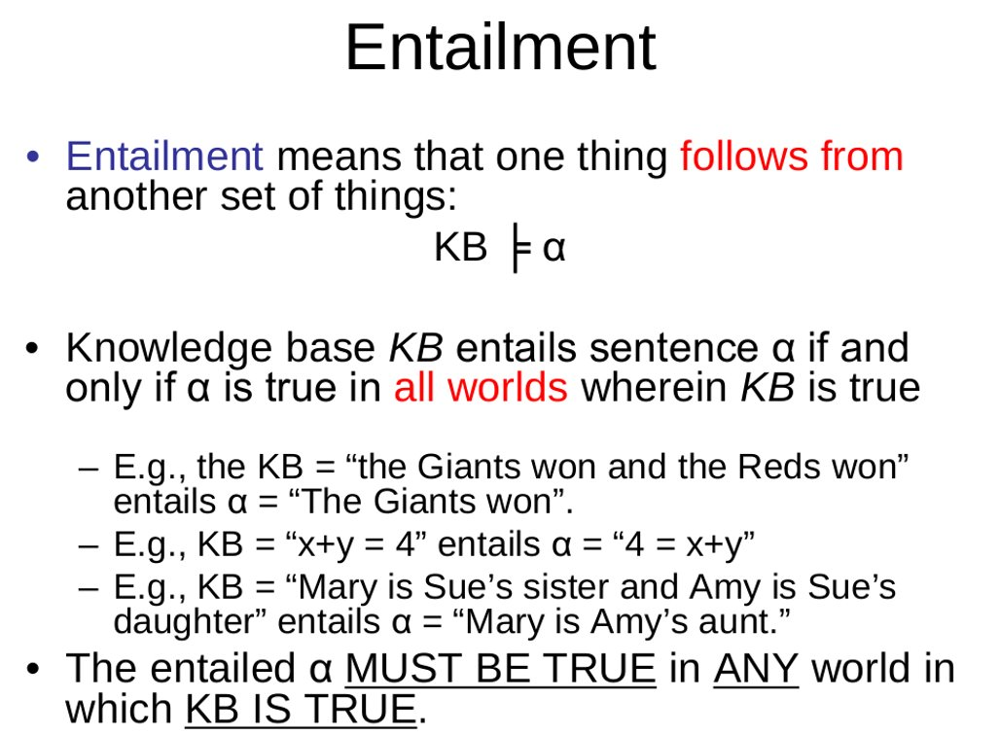 Entailment
• Entailment means that one thing follows from
another set of things:
KB ╞ α
• Knowledge base KB entails sentence α if and
only if α is true in all worlds wherein KB is true
– E.g., the KB = “the Giants won and the Reds won”
entails α = “The Giants won”.
– E.g., KB = “x+y = 4” entails α = “4 = x+y”
– E.g., KB = “Mary is Sue’s sister and Amy is Sue’s
daughter” entails α = “Mary is Amy’s aunt.”
• The entailed α MUST BE TRUE in ANY world in
which KB IS TRUE.